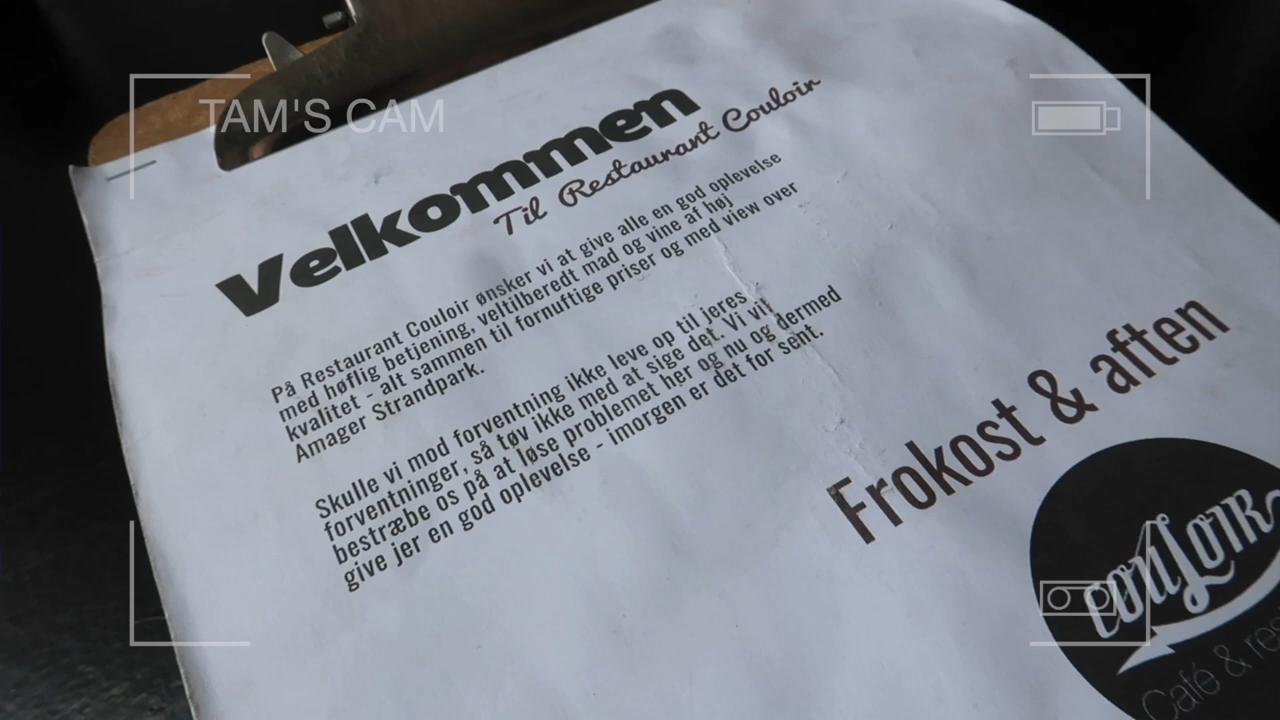 TAM'S CAM
Velkommen
Til Restaurant Couloir
På Restaurant Couloir ønsker vi at give alle en god oplevelse
med høflig betjening, veltilberedt mad og vine af høj
kvalitet - alt sammen til fornuftige priser og med view over
Amager Strandpark.
Skulle vi mod forventning ikke leve op til jeres
forventninger, så tøv ikke med at sige det. Vi vil
bestræbe os på at løse problemet her og nu og dermed
give jer en god oplevelse - imorgen er det for sent.
Frokost & aften
couloir
Café &